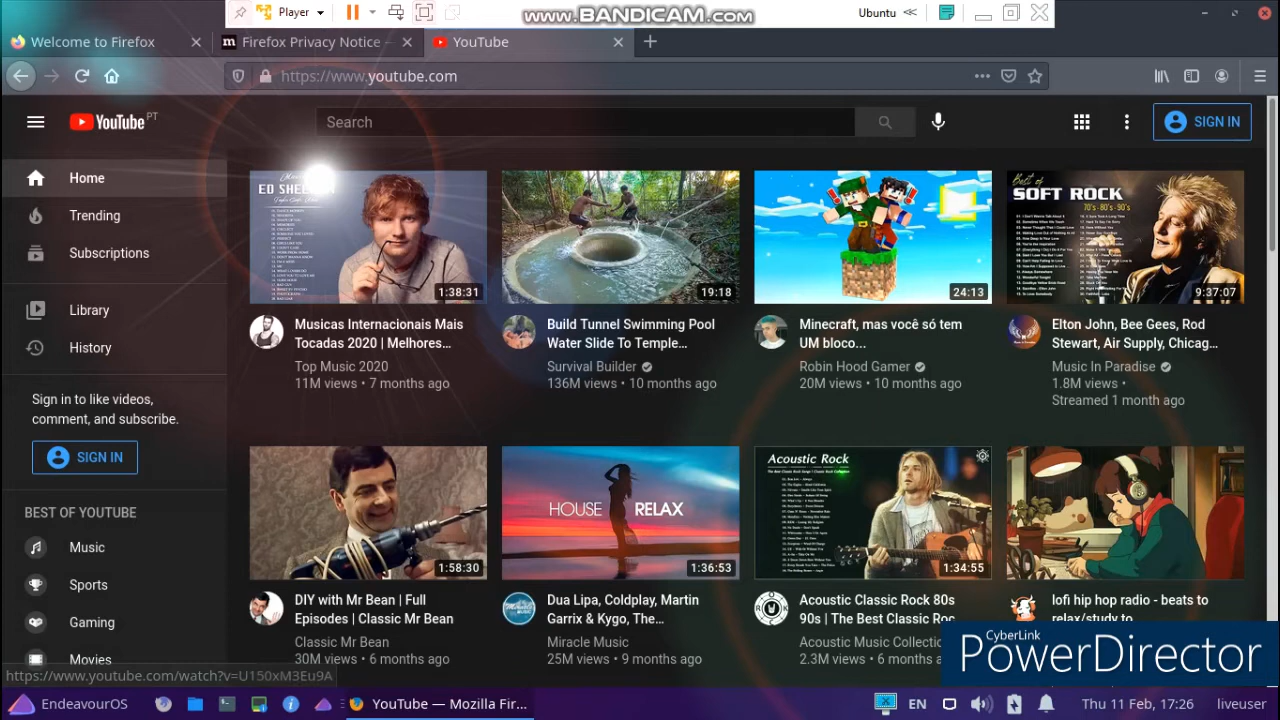 Player
www.BANDICAM.com
Ubuntu
Welcome to Firefox
Firefox Privacy Notice
YouTube
https://www.youtube.com
YouTube PT
Search
SIGN IN
Home
Trending
Subscriptions
Library
History
Sign in to like videos,
comment, and subscribe.
SIGN IN
BEST OF YOUTUBE
Music
Sports
Gaming
Movies
1:38:31
Musicas Internacionais Mais
Tocadas 2020 | Melhores...
Top Music 2020
11M views • 7 months ago
19:18
Build Tunnel Swimming Pool
Water Slide To Temple...
Survival Builder
136M views • 10 months ago
24:13
Minecraft, mas você só tem
UM bloco...
Robin Hood Gamer
20M views • 10 months ago
Best of
SOFT ROCK
70's - 80's - 90's
9:37:07
Elton John, Bee Gees, Rod
Stewart, Air Supply, Chicag...
Music In Paradise
1.8M views •
Streamed 1 month ago
1:58:30
DIY with Mr Bean | Full
Episodes | Classic Mr Bean
Classic Mr Bean
30M views • 6 months ago
HOUSE RELAX
1:36:53
Dua Lipa, Coldplay, Martin
Garrix & Kygo, The...
Miracle Music
25M views • 9 months ago
Acoustic Rock
1:34:55
Acoustic Classic Rock 80s
90s | The Best Classic Roc
Acoustic Music Collectio
2.3M views • 6 months
lofi hip hop radio - beats to
relax/study to
CyberLink
PowerDirector
https://www.youtube.com/watch?v=U150xM3Eu9A
EndeavourOS
YouTube — Mozilla Fir...
EN
Thu 11 Feb, 17:26
liveuser